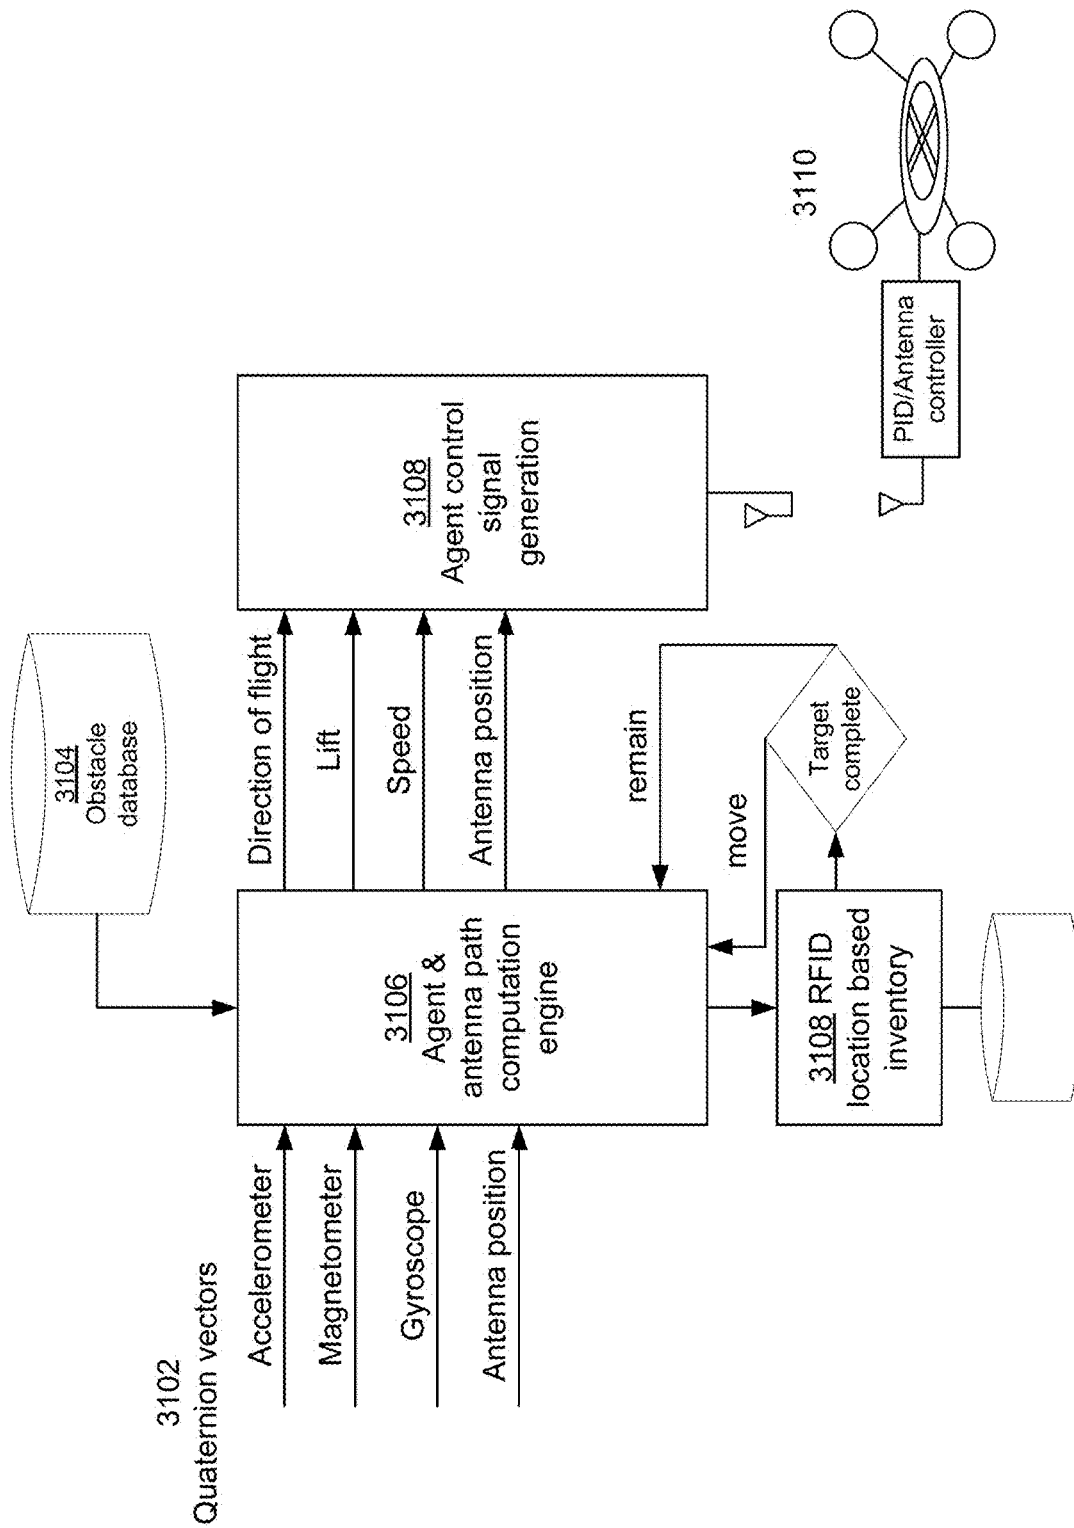 3102
Quaternion vectors
Accelerometer
Magnetometer
Gyroscope
Antenna position
3104
Obstacle
database
3106
Agent &
antenna path
computation
engine
Direction of flight
Lift
Speed
Antenna position
3108
Agent control
signal
generation
remain
move
3108 RFID
location based
inventory
Target
complete
PID/Antenna
controller
3110